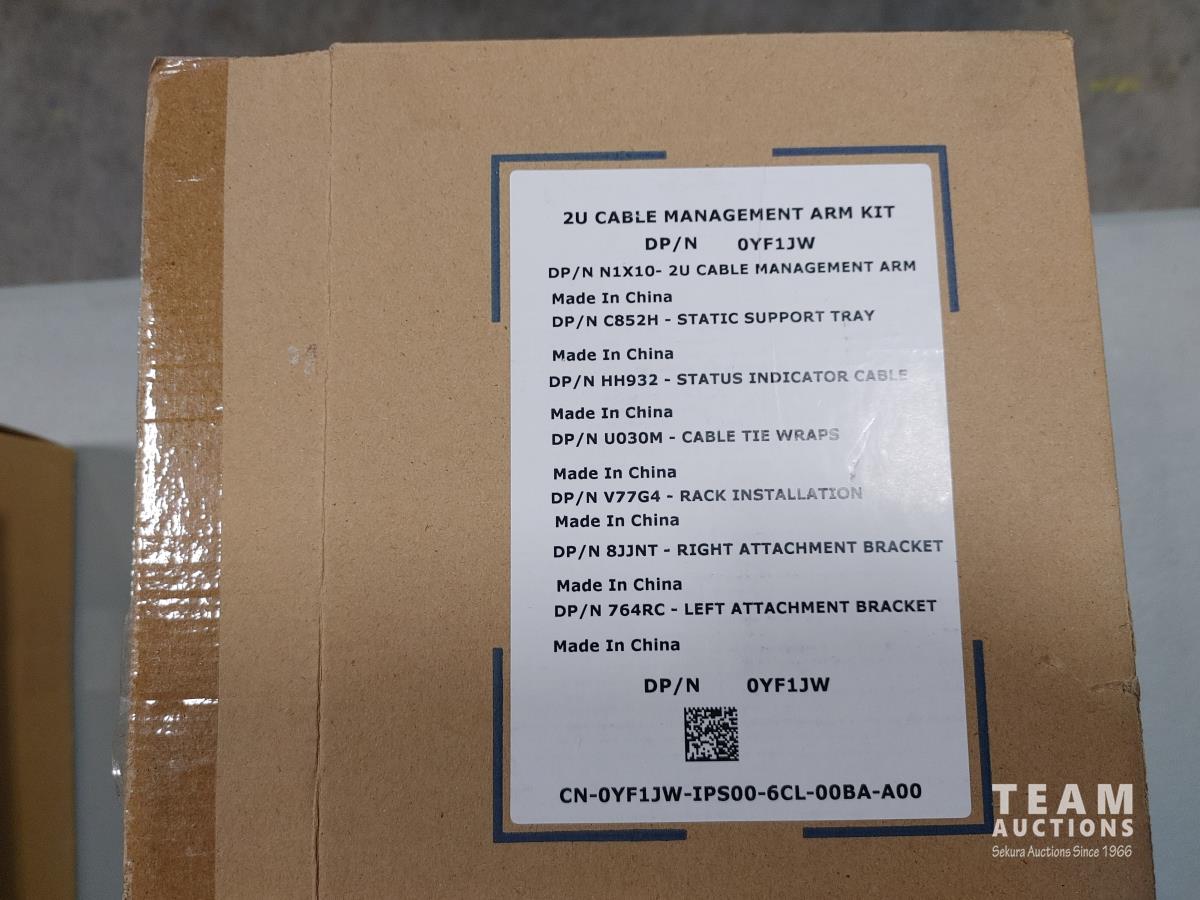 2U CABLE MANAGEMENT ARM KIT
DP/N 0YF1JW
DP/N N1X10- 2U CABLE MANAGEMENT ARM
Made In China
DP/N C852H - STATIC SUPPORT TRAY
Made In China
DP/N HH932 - STATUS INDICATOR CABLE
Made In China
DP/N U030M - CABLE TIE WRAPS
Made In China
DP/N V77G4 - RACK INSTALLATION
Made In China
DP/N 8JJNT - RIGHT ATTACHMENT BRACKET
Made In China
DP/N 764RC - LEFT ATTACHMENT BRACKET
Made In China
DP/N 0YF1JW
CN-0YF1JW-IPS00-6CL-00BA-A00
TEAM
AUCTIONS
Sekura Auctions Since 1966